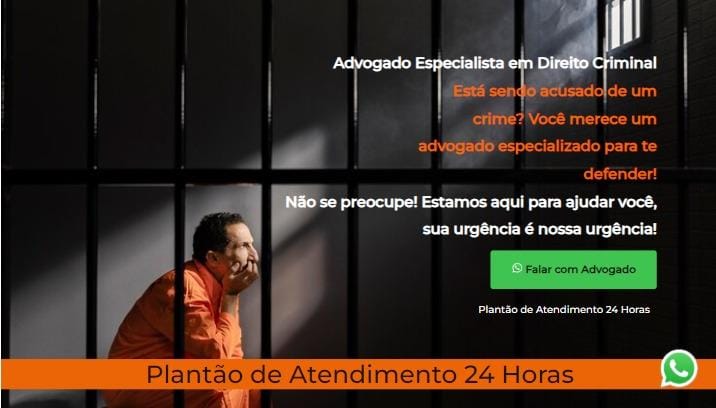 Advogado Especialista em Direito Criminal
Está sendo acusado de um
crime? Você merece um
advogado especializado para te
defender!
Não se preocupe! Estamos aqui para ajudar você,
sua urgência é nossa urgência!
Falar com Advogado
Plantão de Atendimento 24 Horas
Plantão de Atendimento 24 Horas